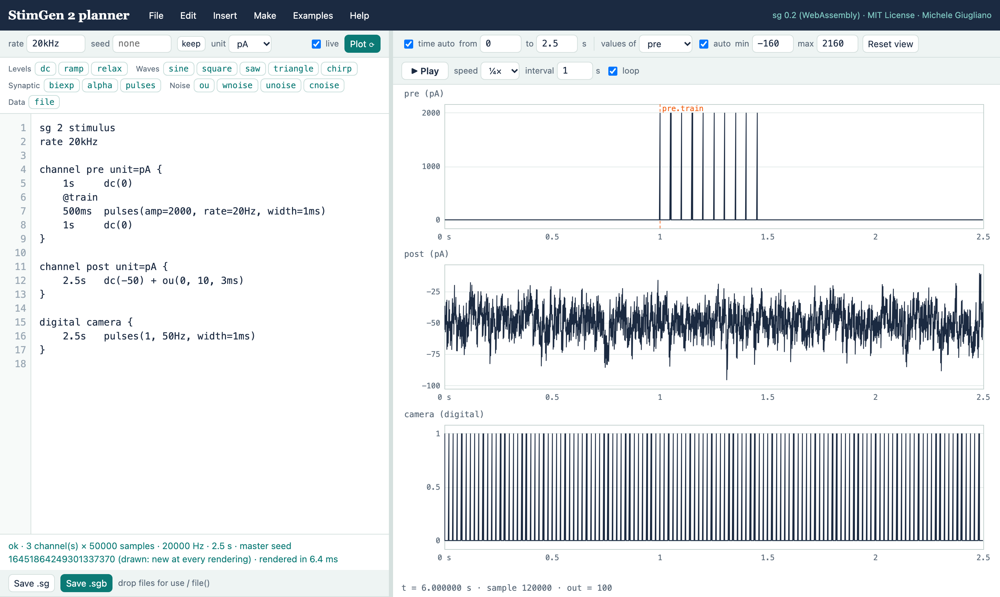 StimGen 2 planner File Edit Insert Make Examples Help sg 0.2 (WebAssembly) · MIT License · Michele Giugliano
rate 20kHz seed none keep unit pA live Plot ⟳
time auto from 0 to 2.5 s values of pre auto min −160 max 2160 Reset view
Levels dc ramp relax Waves sine square saw triangle chirp
Synaptic biexp alpha pulses Noise ou wnoise unoise cnoise
Data file
▶ Play speed ¼× interval 1 s loop
1 sg 2 stimulus
2 rate 20kHz
3
4 channel pre unit=pA {
5 1s dc(0)
6 @train
7 500ms pulses(amp=2000, rate=20Hz, width=1ms)
8 1s dc(0)
9 }
10
11 channel post unit=pA {
12 2.5s dc(−50) + ou(0, 10, 3ms)
13 }
14
15 digital camera {
16 2.5s pulses(1, 50Hz, width=1ms)
17 }
18
ok · 3 channel(s) × 50000 samples · 20000 Hz · 2.5 s · master seed
16451864249301337370 (drawn: new at every rendering) · rendered in 6.4 ms
Save .sg Save .sgb drop files for use / file()
pre (pA)
pre.train
2000
1000
0
0 s 0.5 1 1.5 2 2.5
post (pA)
−25
−50
−75
−100
0 s 0.5 1 1.5 2 2.5
camera (digital)
1
0.5
0
0 s 0.5 1 1.5 2 2.5
t = 6.000000 s · sample 120000 · out = 100